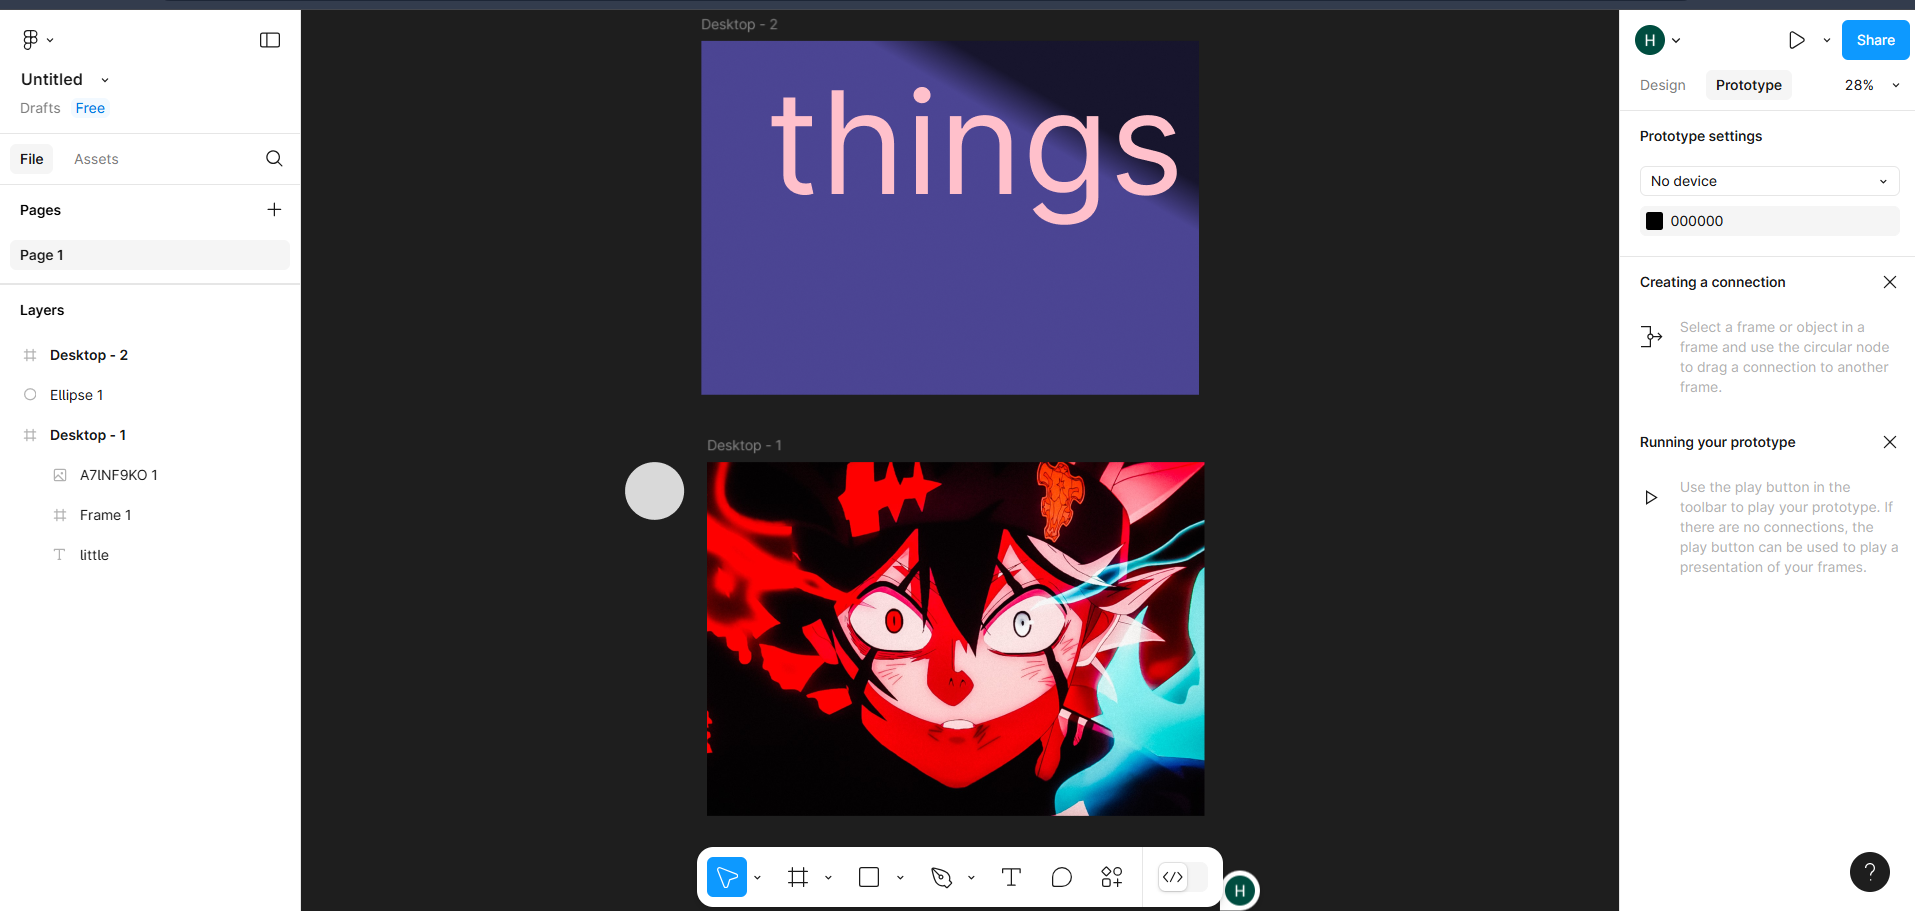 Untitled
Drafts Free
File Assets
Pages
Page 1
Layers
Desktop - 2
Ellipse 1
Desktop - 1
A7lNF9KO 1
Frame 1
little
Desktop - 2
things
Desktop - 1
H
H
Share
Design Prototype 28%
Prototype settings
No device
000000
Creating a connection
Select a frame or object in a
frame and use the circular node
to drag a connection to another
frame.
Running your prototype
Use the play button in the
toolbar to play your prototype. If
there are no connections, the
play button can be used to play a
presentation of your frames.
?